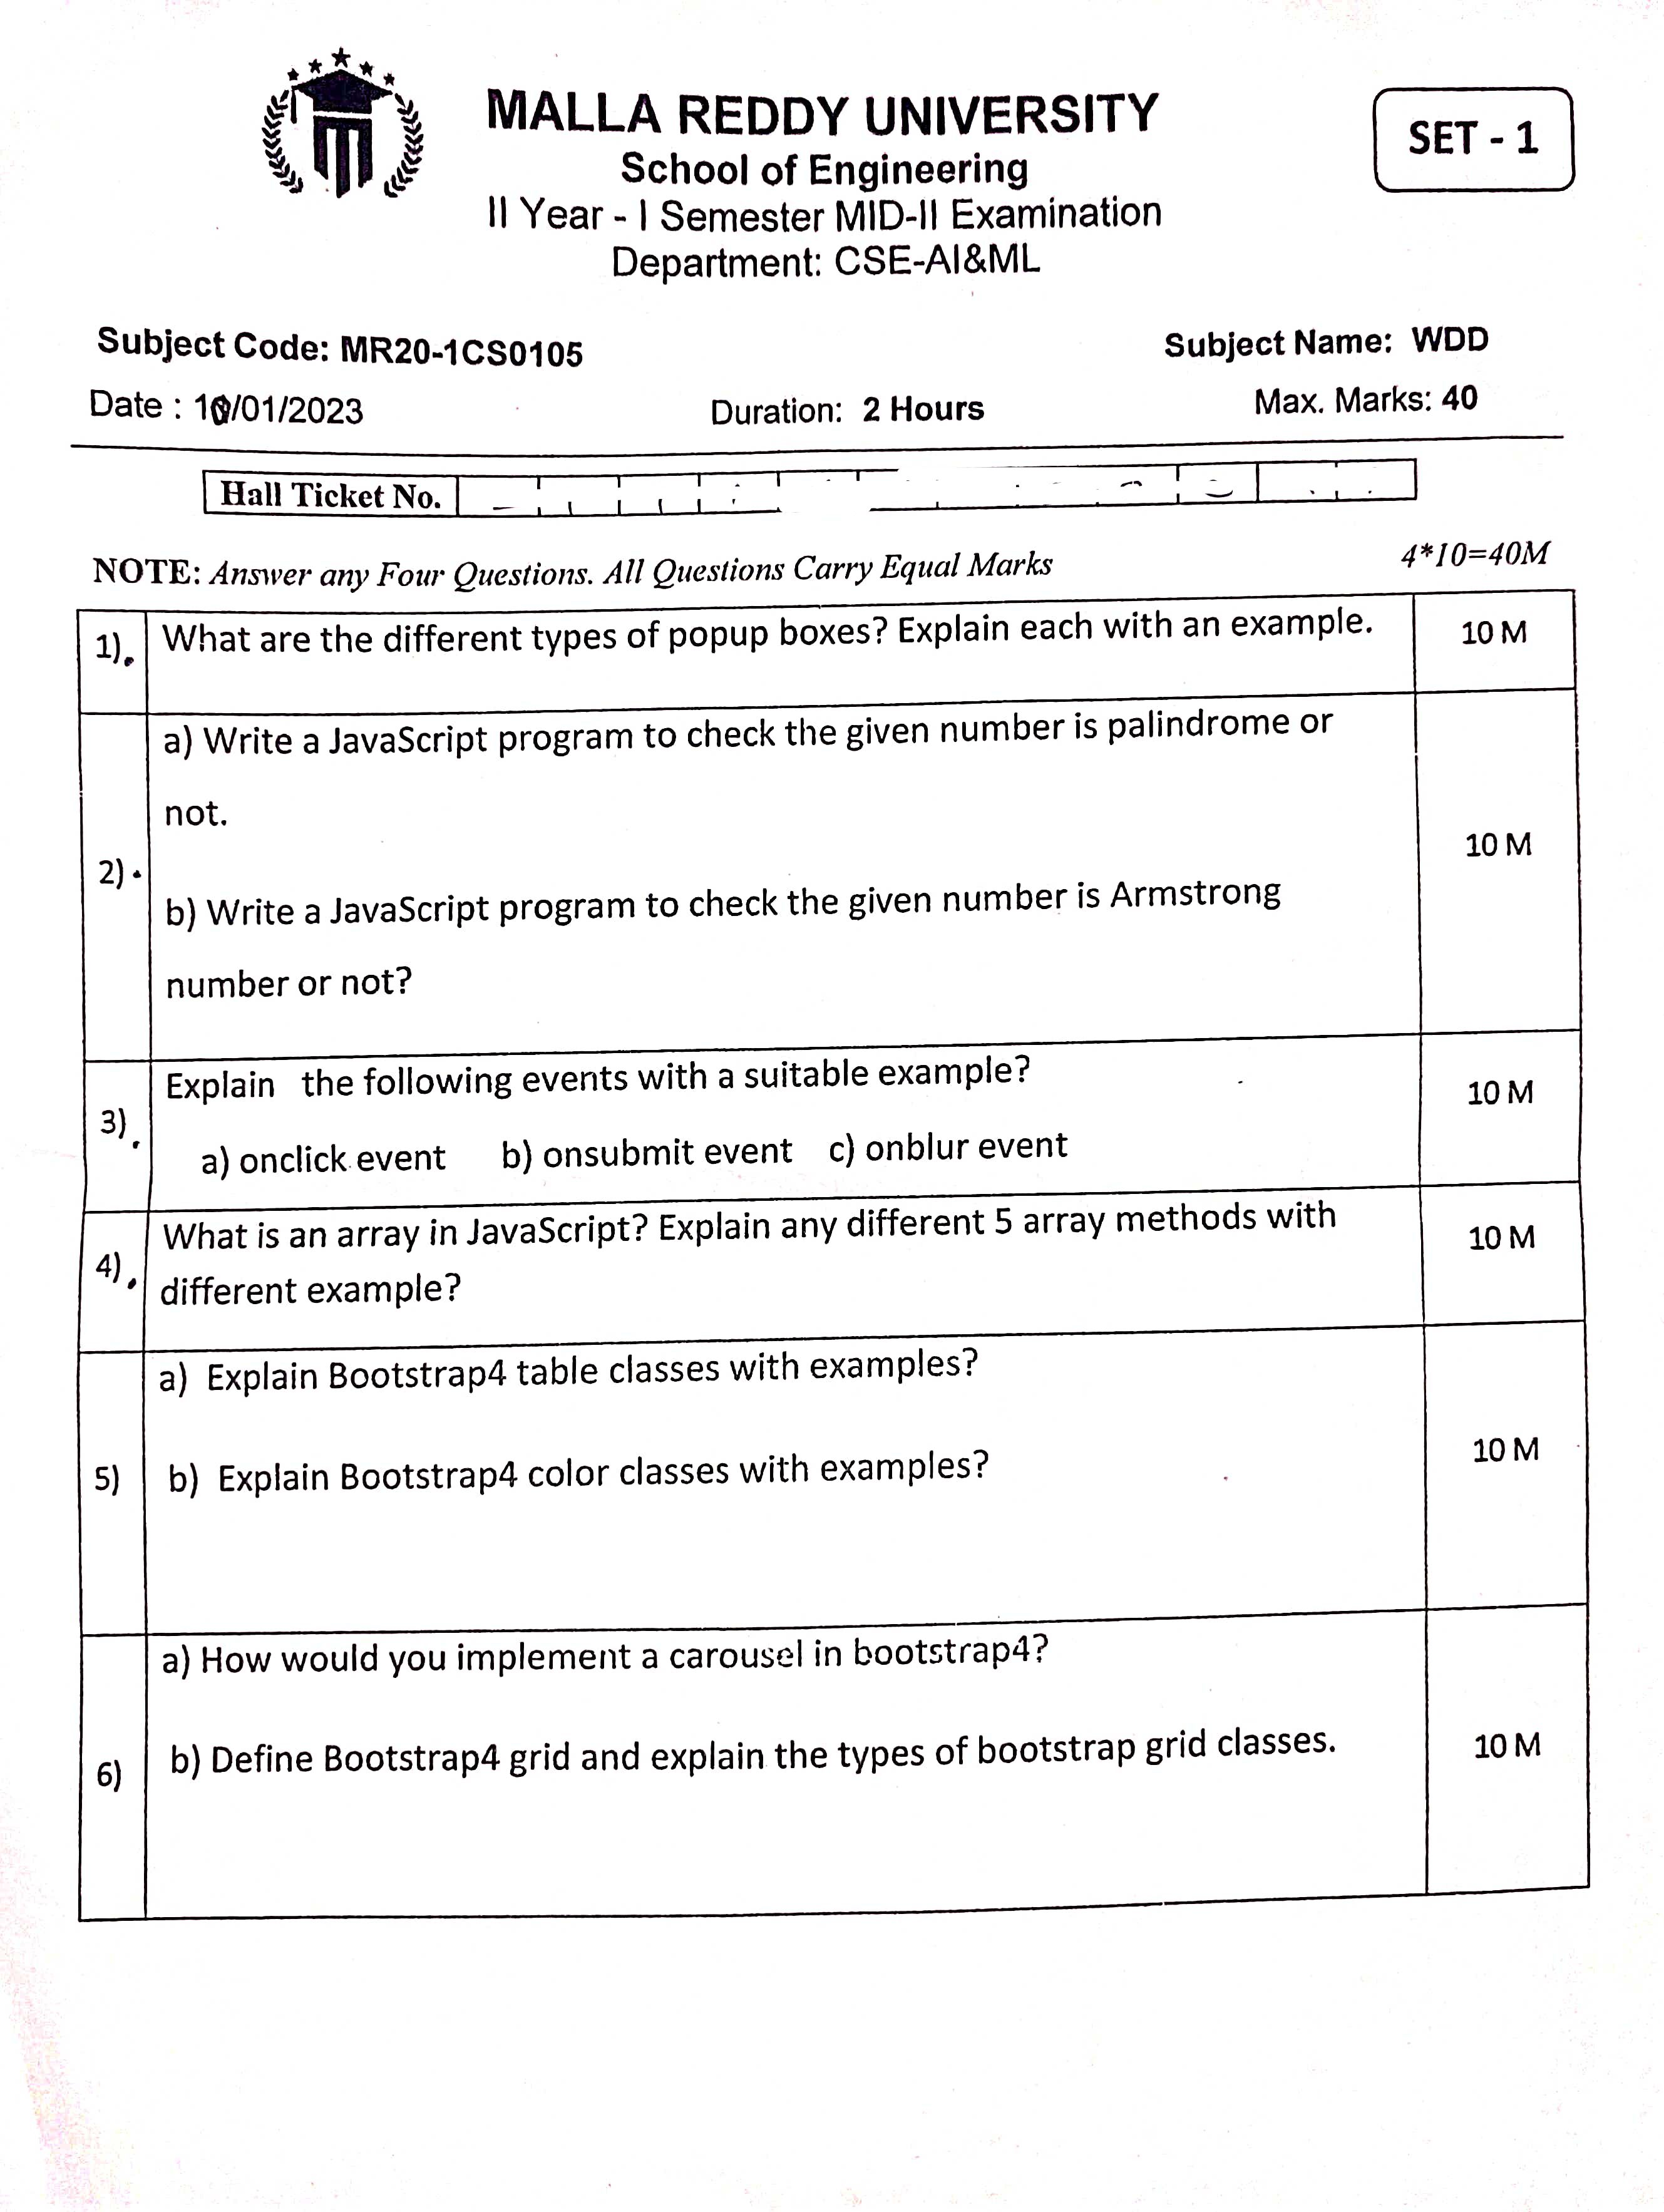 MALLA REDDY UNIVERSITY
SET - 1
School of Engineering
II Year - I Semester MID-II Examination
Department: CSE-AI&ML
Subject Code: MR20-1CS0105
Subject Name: WDD
Date : /01/2023
Duration: 2 Hours
Max. Marks: 40
Hall Ticket No.
NOTE: Answer any Four Questions. All Questions Carry Equal Marks
4*10=40M
1). What are the different types of popup boxes? Explain each with an example. 10 M
a) Write a JavaScript program to check the given number is palindrome or
not.
2). 10 M
b) Write a JavaScript program to check the given number is Armstrong
number or not?
Explain the following events with a suitable example?
3). 10 M
a) onclick event b) onsubmit event c) onblur event
What is an array in JavaScript? Explain any different 5 array methods with
4). 10 M
different example?
a) Explain Bootstrap4 table classes with examples?
5) b) Explain Bootstrap4 color classes with examples? 10 M
a) How would you implement a carousel in bootstrap4?
6) b) Define Bootstrap4 grid and explain the types of bootstrap grid classes. 10 M